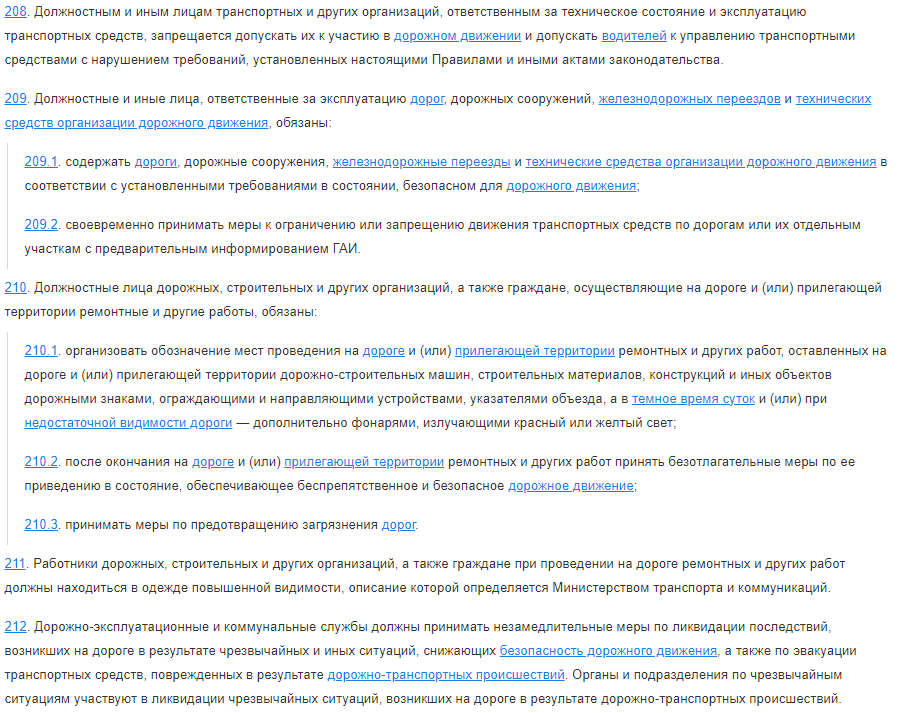 208. Должностным и иным лицам транспортных и других организаций, ответственным за техническое состояние и эксплуатацию
транспортных средств, запрещается допускать их к участию в дорожном движении и допускать водителей к управлению транспортными
средствами с нарушением требований, установленных настоящими Правилами и иными актами законодательства.
209. Должностные и иные лица, ответственные за эксплуатацию дорог, дорожных сооружений, железнодорожных переездов и технических
средств организации дорожного движения, обязаны:
209.1. содержать дороги, дорожные сооружения, железнодорожные переезды и технические средства организации дорожного движения в
соответствии с установленными требованиями в состоянии, безопасном для дорожного движения;
209.2. своевременно принимать меры к ограничению или запрещению движения транспортных средств по дорогам или их отдельным
участкам с предварительным информированием ГАИ.
210. Должностные лица дорожных, строительных и других организаций, а также граждане, осуществляющие на дороге и (или) прилегающей
территории ремонтные и другие работы, обязаны:
210.1. организовать обозначение мест проведения на дороге и (или) прилегающей территории ремонтных и других работ, оставленных на
дороге и (или) прилегающей территории дорожно-строительных машин, строительных материалов, конструкций и иных объектов
дорожными знаками, ограждающими и направляющими устройствами, указателями объезда, а в темное время суток и (или) при
недостаточной видимости дороги — дополнительно фонарями, излучающими красный или желтый свет;
210.2. после окончания на дороге и (или) прилегающей территории ремонтных и других работ принять безотлагательные меры по ее
приведению в состояние, обеспечивающее беспрепятственное и безопасное дорожное движение;
210.3. принимать меры по предотвращению загрязнения дорог.
211. Работники дорожных, строительных и других организаций, а также граждане при проведении на дороге ремонтных и других работ
должны находиться в одежде повышенной видимости, описание которой определяется Министерством транспорта и коммуникаций.
212. Дорожно-эксплуатационные и коммунальные службы должны принимать незамедлительные меры по ликвидации последствий,
возникших на дороге в результате чрезвычайных и иных ситуаций, снижающих безопасность дорожного движения, а также по эвакуации
транспортных средств, поврежденных в результате дорожно-транспортных происшествий. Органы и подразделения по чрезвычайным
ситуациям участвуют в ликвидации чрезвычайных ситуаций, возникших на дороге в результате дорожно-транспортных происшествий.